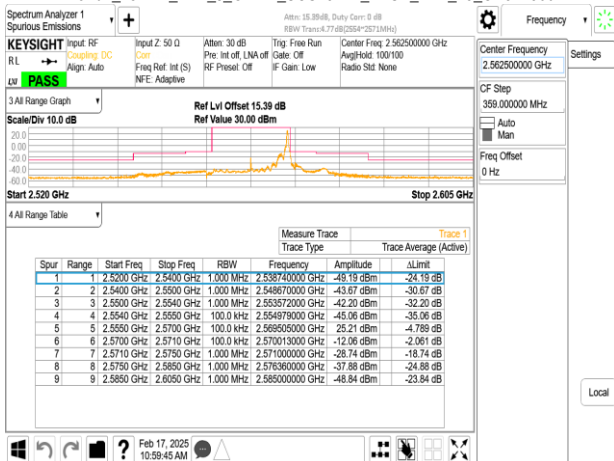 Spectrum Analyzer 1
Spurious Emissions
Attn: 15.39dB, Duty Corr: 0 dB
RBW Trans:4.77dB(2554~2571MHz)
Frequency
KEYSIGHT Input: RF Input Z: 50 Ω Atten: 30 dB Trig: Free Run Center Freq: 2.562500000 GHz
RL Coupling: DC Corr Pre: Int off, LNA off Gate: Off Avg|Hold: 100/100
Align: Auto Freq Ref: Int (S) RF Preset: Off IF Gain: Low Radio Std: None
NFE: Adaptive
LXI PASS
Center Frequency
2.562500000 GHz
Settings
CF Step
359.000000 MHz
Auto
Man
Freq Offset
0 Hz
3 All Range Graph
Ref Lvl Offset 15.39 dB
Scale/Div 10.0 dB Ref Value 30.00 dBm
20.0
0.00
-20.0
-40.0
-60.0
Start 2.520 GHz Stop 2.605 GHz
4 All Range Table
Measure Trace Trace 1
Trace Type Trace Average (Active)
Spur Range Start Freq Stop Freq RBW Frequency Amplitude ΔLimit
1 1 2.5200 GHz 2.5400 GHz 1.000 MHz 2.538740000 GHz -49.19 dBm -24.19 dB
2 2 2.5400 GHz 2.5500 GHz 1.000 MHz 2.548670000 GHz -43.67 dBm -30.67 dB
3 3 2.5500 GHz 2.5540 GHz 1.000 MHz 2.553572000 GHz -42.20 dBm -32.20 dB
4 4 2.5540 GHz 2.5550 GHz 100.0 kHz 2.554979000 GHz -45.06 dBm -35.06 dB
5 5 2.5550 GHz 2.5700 GHz 100.0 kHz 2.569505000 GHz 25.21 dBm -4.789 dB
6 6 2.5700 GHz 2.5710 GHz 100.0 kHz 2.570013000 GHz -12.06 dBm -2.061 dB
7 7 2.5710 GHz 2.5750 GHz 1.000 MHz 2.571000000 GHz -28.74 dBm -18.74 dB
8 8 2.5750 GHz 2.5850 GHz 1.000 MHz 2.576360000 GHz -37.88 dBm -24.88 dB
9 9 2.5850 GHz 2.6050 GHz 1.000 MHz 2.585000000 GHz -48.84 dBm -23.84 dB
Local
Feb 17, 2025
10:59:45 AM